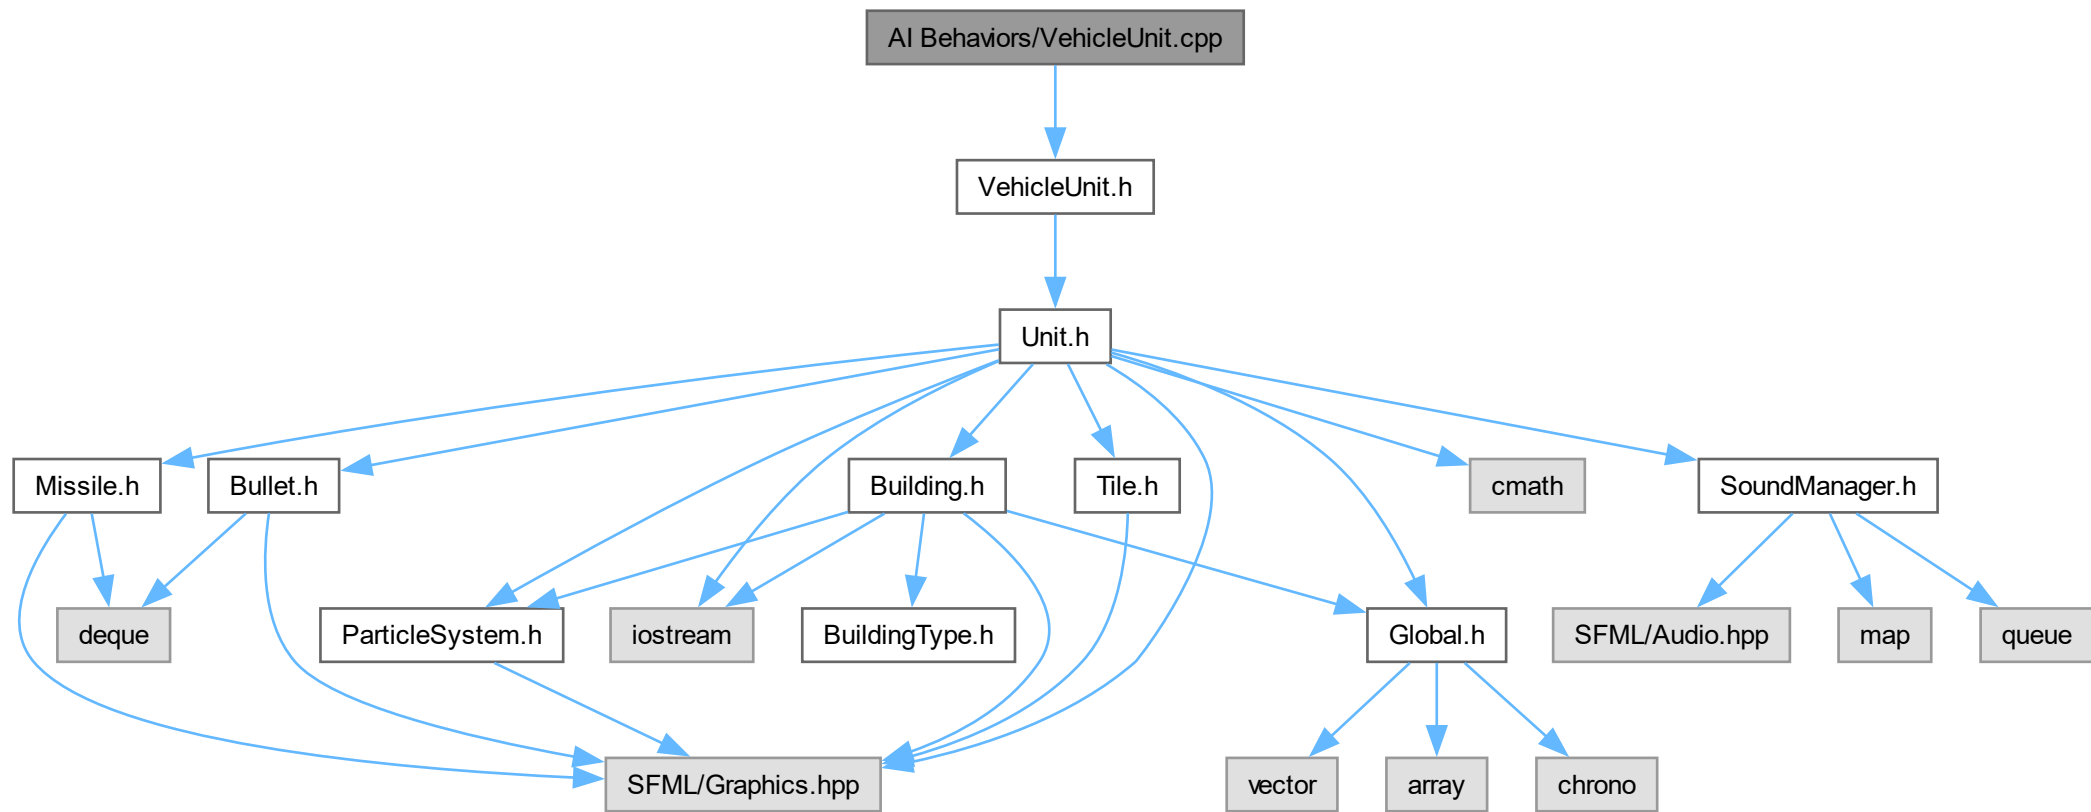 AI Behaviors/VehicleUnit.cpp
VehicleUnit.h
Unit.h
Missile.h
Bullet.h
Building.h
Tile.h
cmath
SoundManager.h
deque
ParticleSystem.h
iostream
BuildingType.h
Global.h
SFML/Audio.hpp
map
queue
SFML/Graphics.hpp
vector
array
chrono